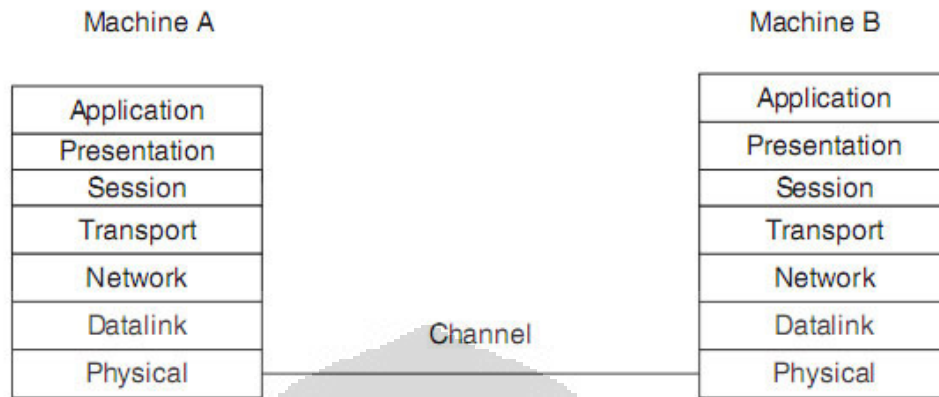 Machine A
Machine B
Application
Presentation
Session
Transport
Network
Datalink
Physical
Channel
Application
Presentation
Session
Transport
Network
Datalink
Physical